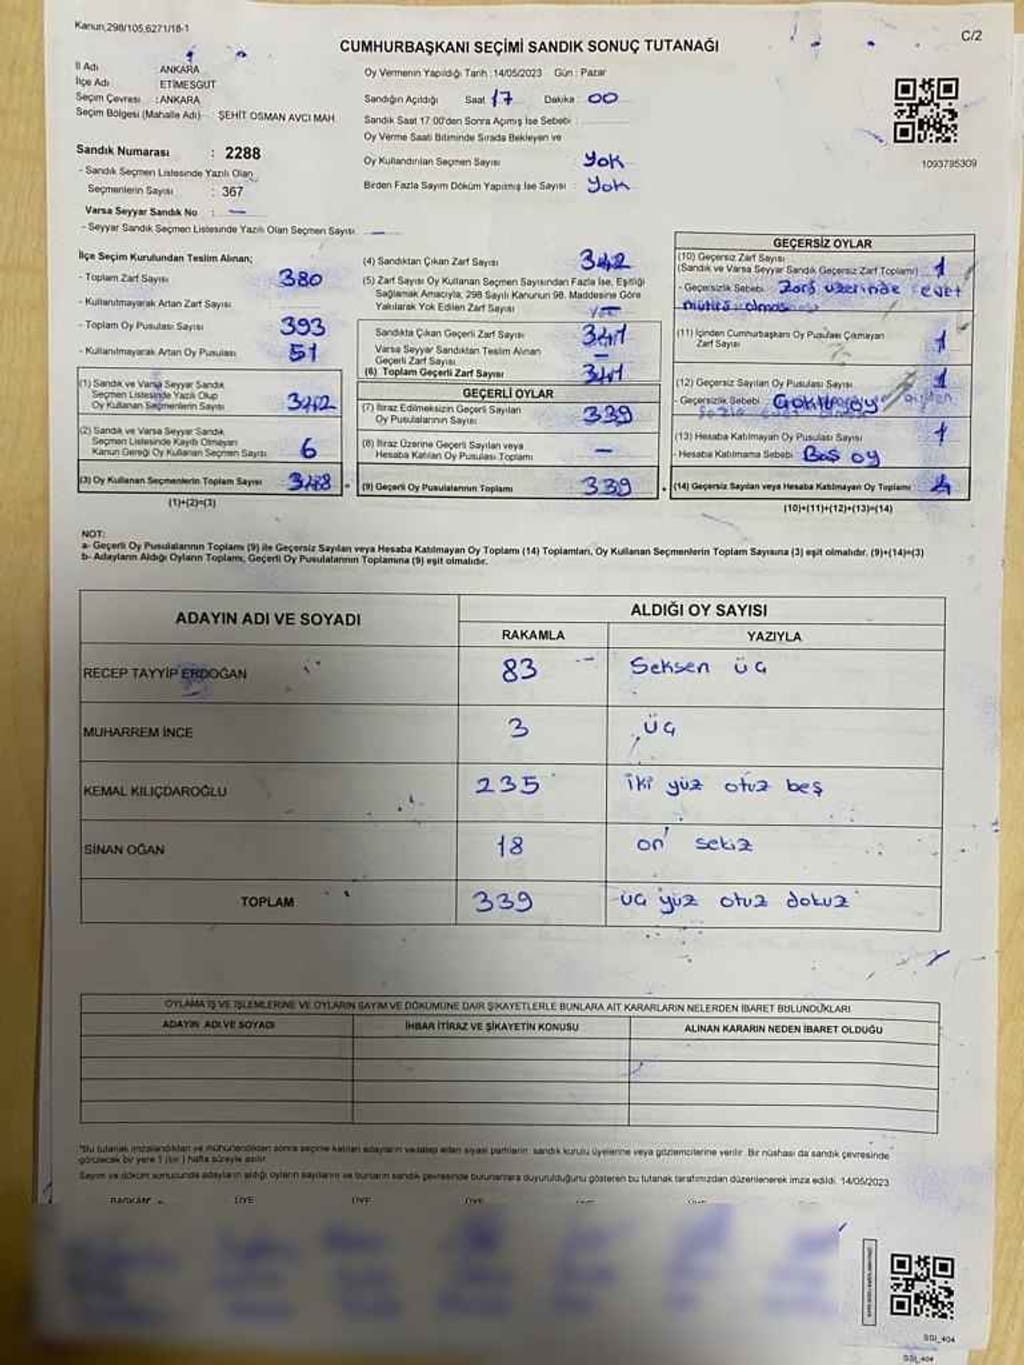 Kanun,298/105,6271/18-1
C/2
CUMHURBAŞKANI SEÇİMİ SANDIK SONUÇ TUTANAĞI
İl Adı ANKARA
İlçe Adı ETİMESGUT
Seçim Çevresi : ANKARA
Seçim Bölgesi (Mahalle Adı) ŞEHİT OSMAN AVCI MAH.
Sandık Numarası : 2288
- Sandık Seçmen Listesinde Yazılı Olan
Seçmenlerin Sayısı : 367
Varsa Seyyar Sandık No : —
- Seyyar Sandık Seçmen Listesinde Yazılı Olan Seçmen Sayısı : —
Oy Vermenin Yapıldığı Tarih :14/05/2023 Gün : Pazar
Sandığın Açıldığı Saat 17 Dakika 00
Sandık Saat 17:00'den Sonra Açımış İse Sebebi :
Oy Verme Saati Bitiminde Sırada Bekleyen ve
Oy Kullandırılan Seçmen Sayısı Yok
Birden Fazla Sayım Döküm Yapılmış İse Sayısı : Yok
1093795309
İlçe Seçim Kurulundan Teslim Alınan;
- Toplam Zarf Sayısı 380
- Kullanılmayarak Artan Zarf Sayısı
- Toplam Oy Pusulası Sayısı 393
- Kullanılmayarak Artan Oy Pusulası 51
(1) Sandık ve Varsa Seyyar Sandık
Seçmen Listesinde Yazılı Olup
Oy Kullanan Seçmenlerin Sayısı 342
(2) Sandık ve Varsa Seyyar Sandık
Seçmen Listesinde Kayıtlı Olmayan
Kanun Gereği Oy Kullanan Seçmen Sayısı 6
(3) Oy Kullanan Seçmenlerin Toplam Sayısı
(1)+(2)=(3)
(4) Sandıktan Çıkan Zarf Sayısı 342
(5) Zarf Sayısı Oy Kullanan Seçmen Sayısından Fazla İse, Eşitliği
Sağlamak Amacıyla, 298 Sayılı Kanunun 98. Maddesine Göre
Yakılarak Yok Edilen Zarf Sayısı
Sandıkta Çıkan Geçerli Zarf Sayısı 341
Varsa Seyyar Sandıktan Teslim Alınan
Geçerli Zarf Sayısı —
(6) Toplam Geçerli Zarf Sayısı 341
GEÇERLİ OYLAR
(7) İtiraz Edilmeksizin Geçerli Sayılan
Oy Pusulalarının Sayısı 339
(8) İtiraz Üzerine Geçerli Sayılan veya
Hesaba Katılan Oy Pusulası Toplamı —
(9) Geçerli Oy Pusulalarının Toplamı 339
GEÇERSİZ OYLAR
(10) Geçersiz Zarf Sayısı
(Sandık ve Varsa Seyyar Sandık Geçersiz Zarf Toplamı) 1
- Geçersizlik Sebebi Zarf üzerinde evet
mührü olması
(11) İçinden Cumhurbaşkanı Oy Pusulası Çıkmayan
Zarf Sayısı 1
(12) Geçersiz Sayılan Oy Pusulası Sayısı 1
- Geçersizlik Sebebi :
(13) Hesaba Katılmayan Oy Pusulası Sayısı 1
- Hesaba Katılmama Sebebi Boş oy
(14) Geçersiz Sayılan veya Hesaba Katılmayan Oy Toplamı 4
(10)+(11)+(12)+(13)=(14)
NOT:
a- Geçerli Oy Pusulalarının Toplamı (9) ile Geçersiz Sayılan veya Hesaba Katılmayan Oy Toplamı (14) Toplamları, Oy Kullanan Seçmenlerin Toplam Sayısına (3) eşit olmalıdır. (9)+(14)=(3)
b- Adayların Aldığı Oyların Toplamı, Geçerli Oy Pusulalarının Toplamına (9) eşit olmalıdır.
ADAYIN ADI VE SOYADI ALDIĞI OY SAYISI
RAKAMLA YAZIYLA
RECEP TAYYİP ERDOĞAN 83 Seksen üç
MUHARREM İNCE 3 üç
KEMAL KILIÇDAROĞLU 235 iki yüz otuz beş
SİNAN OĞAN 18 on sekiz
TOPLAM 339 üç yüz otuz dokuz
OYLAMA İŞ VE İŞLEMLERİNE VE OYLARIN SAYIM VE DÖKÜMÜNE DAİR ŞİKAYETLERLE BUNLARA AİT KARARLARIN NELERDEN İBARET BULUNDUKLARI
ADAYIN ADI VE SOYADI İHBAR İTİRAZ VE ŞİKAYETİN KONUSU ALINAN KARARIN NEDEN İBARET OLDUĞU
*Bu tutanak imzalandıktan ve mühürlendikten sonra seçime katılan adayların ve siyasi partilerin sandık kurulu üyelerine veya gözlemcilerine verilir. Bir nüshası da sandık çevresinde
görülecek bir yere 1 (bir) hafta süreyle asılır.
Sayım ve döküm sonucunda adayların aldığı oyların sayılarını ve bunların sandık çevresinde bulunanlara duyurulduğunu gösteren bu tutanak tarafımızdan düzenlenerek imza edildi. 14/05/2023
BAŞKAN ÜYE ÜYE ÜYE ÜYE
SGI_404
SGI_404